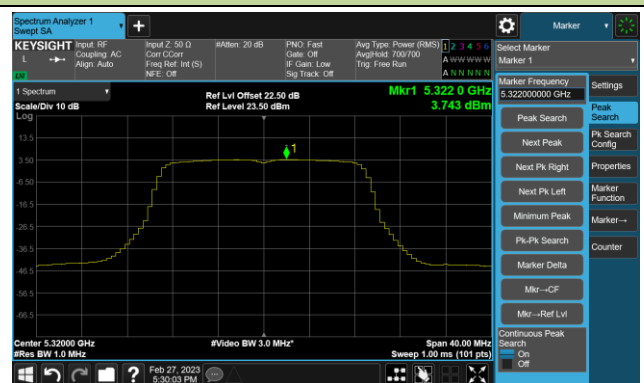 Spectrum Analyzer 1
Swept SA
+
Marker
KEYSIGHT
L
LW
Input: RF
Coupling: AC
Align: Auto
Input Z: 50 Ω
Corr CCorr
Freq Ref: Int (S)
NFE: Off
#Atten: 20 dB
PNO: Fast
Gate: Off
IF Gain: Low
Sig Track: Off
Avg Type: Power (RMS)
Avg|Hold: 700/700
Trig: Free Run
1 2 3 4 5 6
A W W W W W
A N N N N N
Select Marker
Marker 1
1 Spectrum
Scale/Div 10 dB
Log
Ref Lvl Offset 22.50 dB
Ref Level 23.50 dBm
Mkr1 5.322 0 GHz
3.743 dBm
13.5
3.50
-6.50
-16.5
-26.5
-36.5
-46.5
-56.5
-66.5
1
Center 5.32000 GHz
#Res BW 1.0 MHz
#Video BW 3.0 MHz*
Span 40.00 MHz
Sweep 1.00 ms (101 pts)
Marker Frequency
5.322000000 GHz
Peak Search
Next Peak
Next Pk Right
Next Pk Left
Minimum Peak
Pk-Pk Search
Marker Delta
Mkr→CF
Mkr→Ref Lvl
Continuous Peak
Search
On
Off
Settings
Peak
Search
Pk Search
Config
Properties
Marker
Function
Marker→
Counter
?
Feb 27, 2023
5:30:03 PM